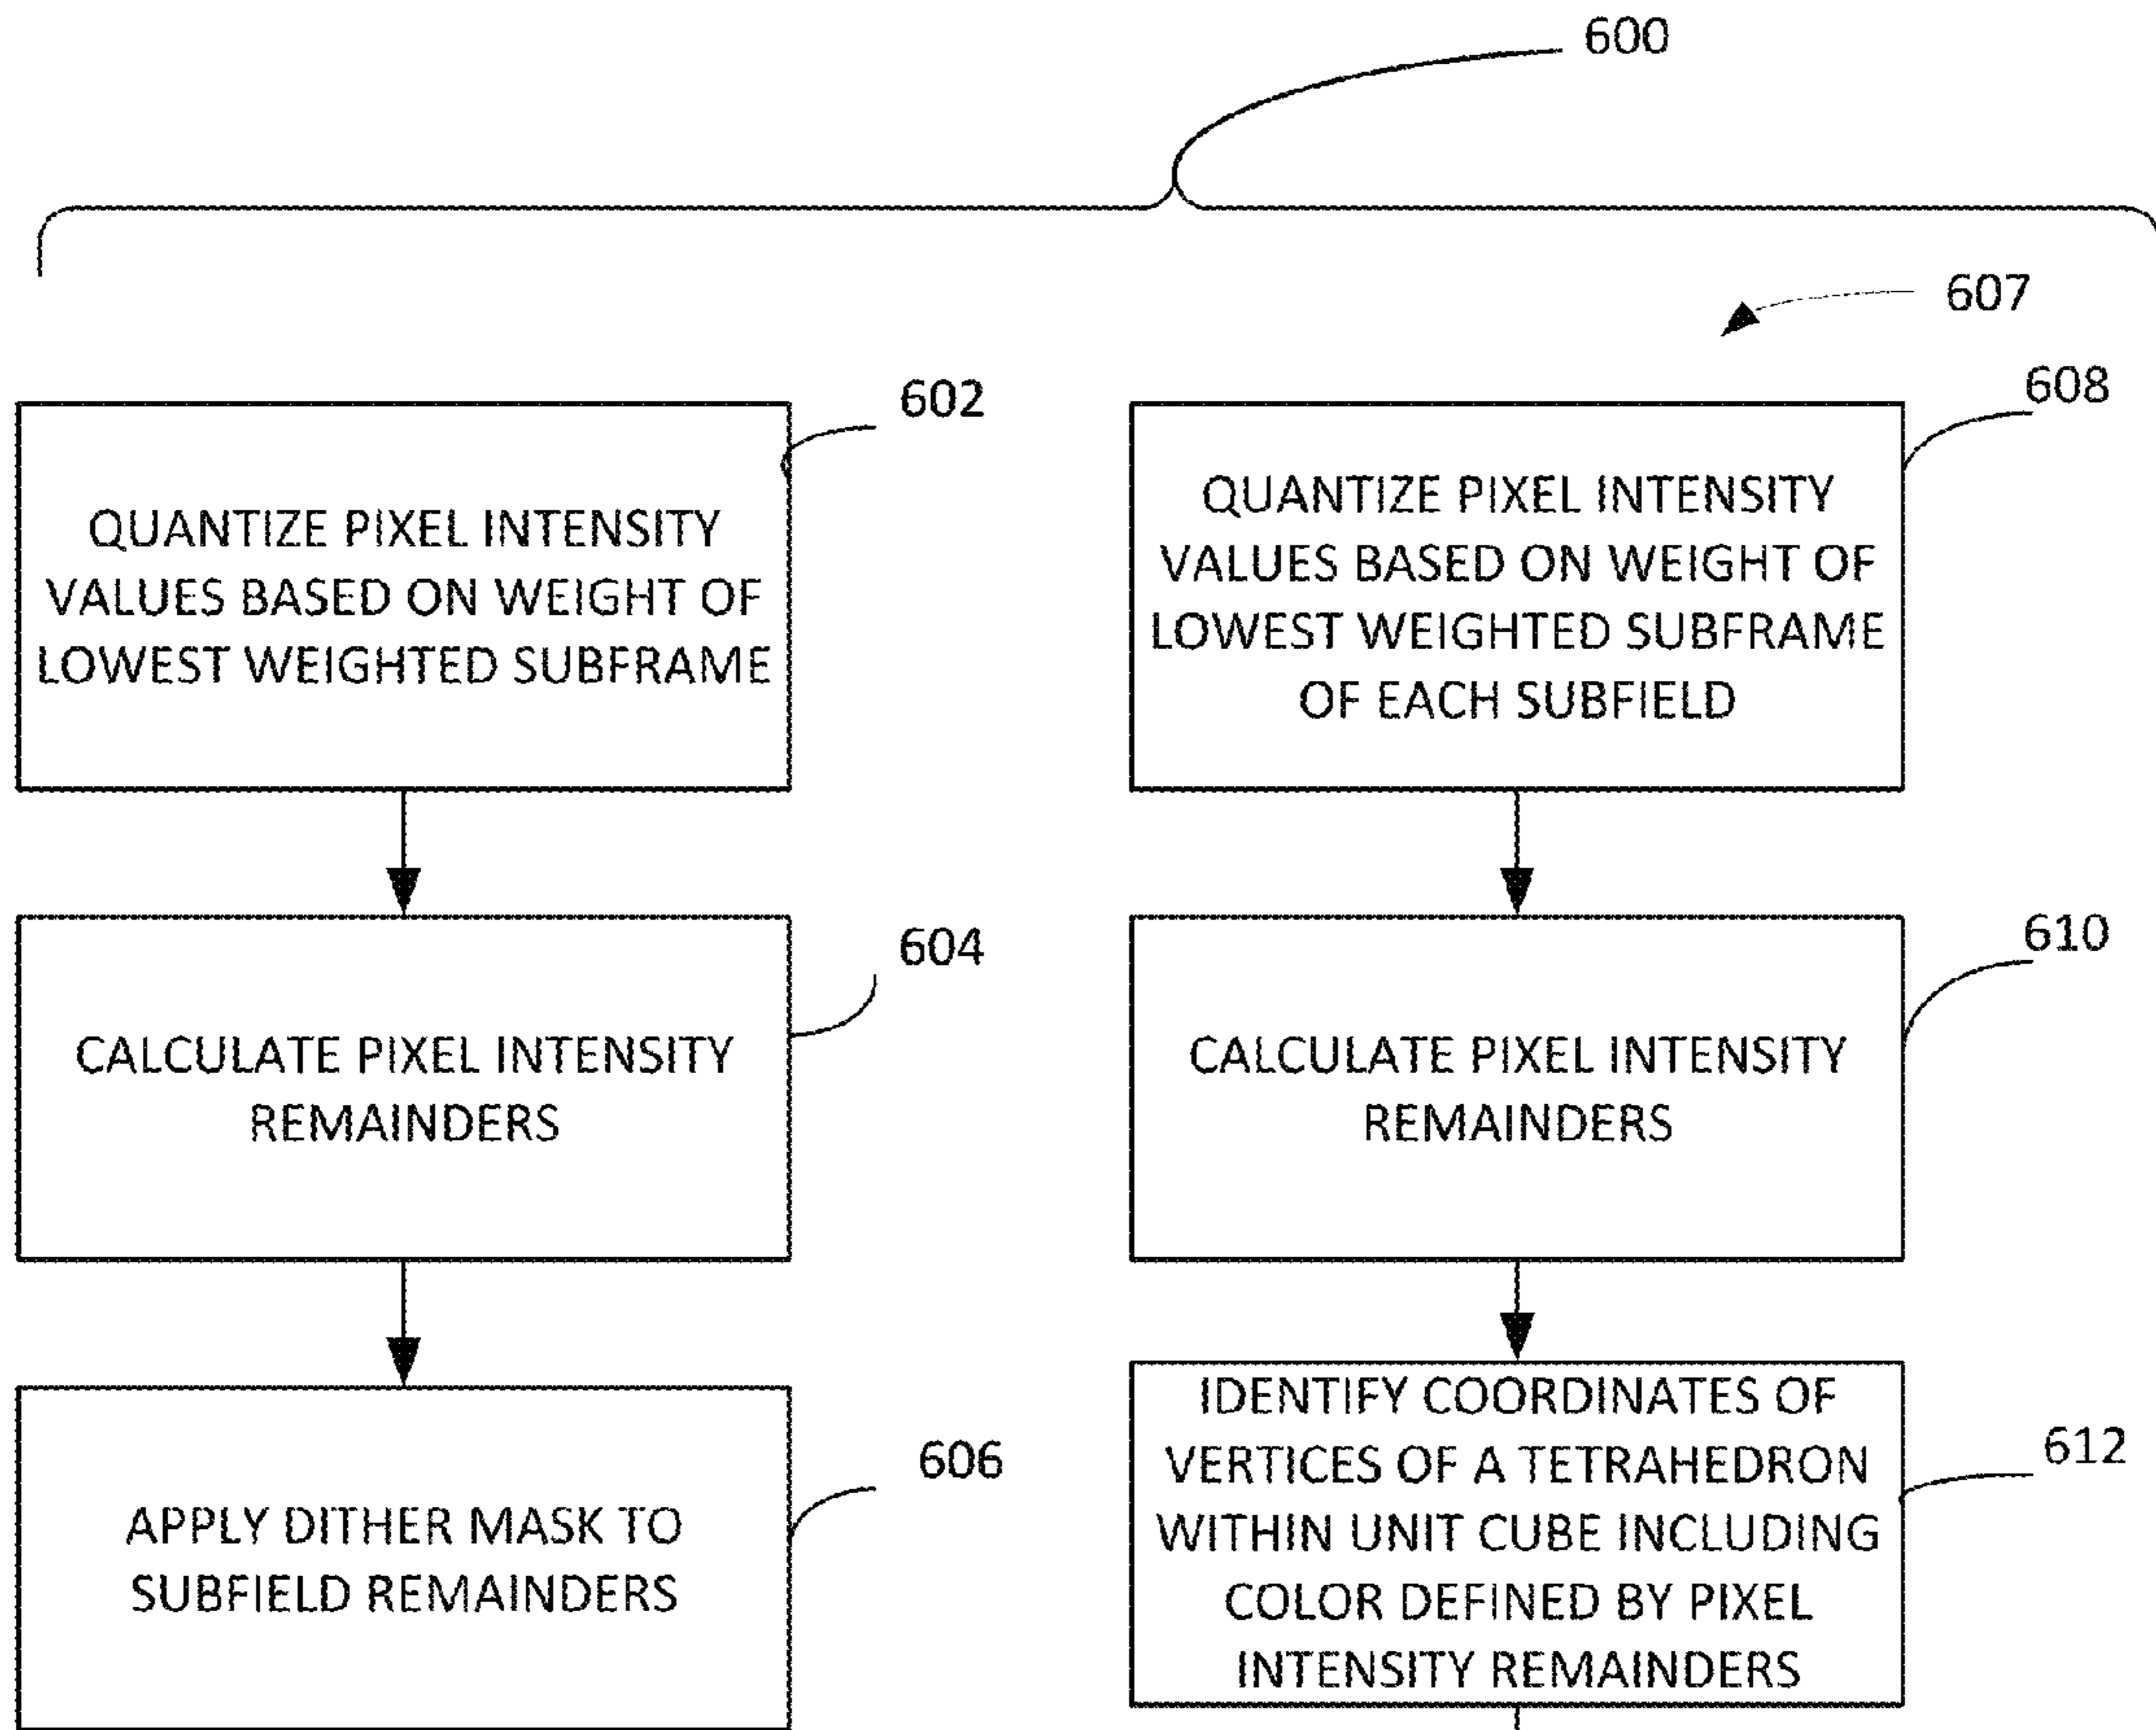 600
607
602
QUANTIZE PIXEL INTENSITY
VALUES BASED ON WEIGHT OF
LOWEST WEIGHTED SUBFRAME
608
QUANTIZE PIXEL INTENSITY
VALUES BASED ON WEIGHT OF
LOWEST WEIGHTED SUBFRAME
OF EACH SUBFIELD
604
CALCULATE PIXEL INTENSITY
REMAINDERS
610
CALCULATE PIXEL INTENSITY
REMAINDERS
606
APPLY DITHER MASK TO
SUBFIELD REMAINDERS
612
IDENTIFY COORDINATES OF
VERTICES OF A TETRAHEDRON
WITHIN UNIT CUBE INCLUDING
COLOR DEFINED BY PIXEL
INTENSITY REMAINDERS